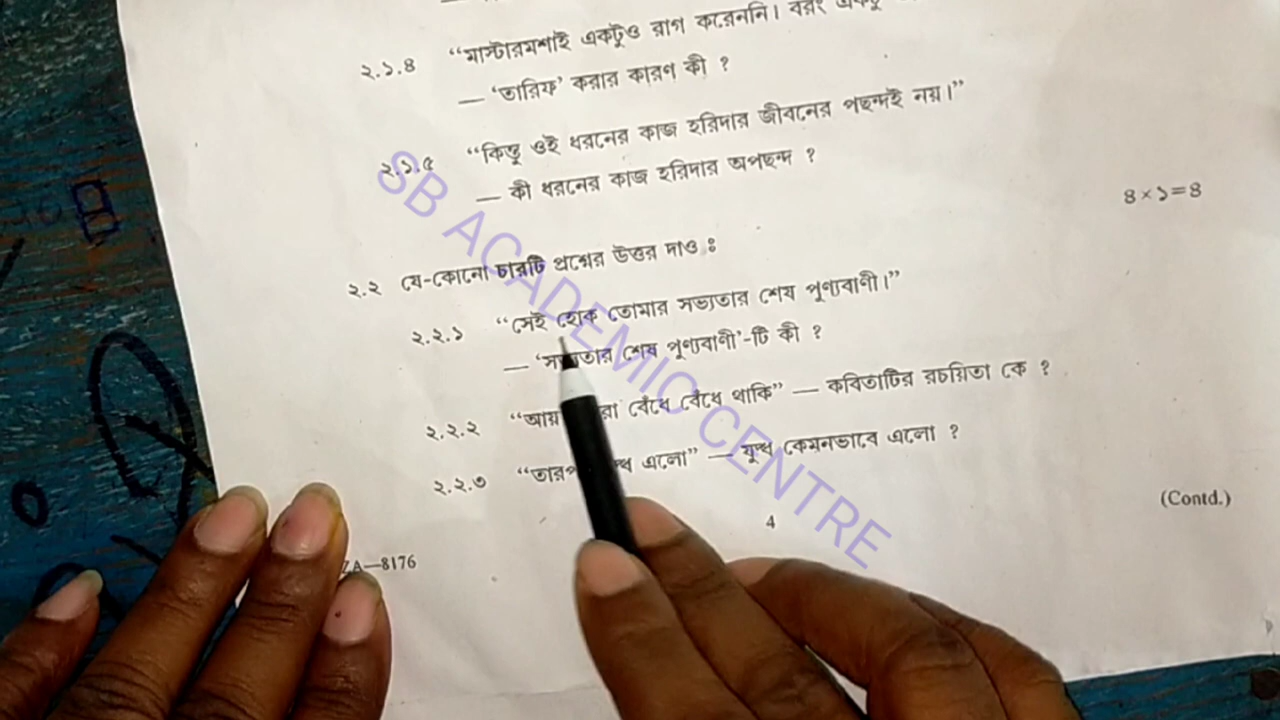 ২.১.৪ “মাস্টারমশাই একটুও রাগ করেননি। বরং একটু
— ‘তারিফ’ করার কারণ কী ?
২.১.৫ “কিন্তু ওই ধরনের কাজ হরিদার জীবনের পছন্দই নয়।”
— কী ধরনের কাজ হরিদার অপছন্দ ?
২.২ যে-কোনো চারটি প্রশ্নের উত্তর দাও : ৪×১=৪
২.২.১ “সেই হোক তোমার সভ্যতার শেষ পুণ্যবাণী।”
— ‘সভ্যতার শেষ পুণ্যবাণী’-টি কী ?
২.২.২ “আয় বেঁধে বেঁধে থাকি” — কবিতাটির রচয়িতা কে ?
২.২.৩ এলো” — যুদ্ধ কেমনভাবে এলো ?
(Contd.)
4
ZA—8176
SB ACADEMIC CENTRE